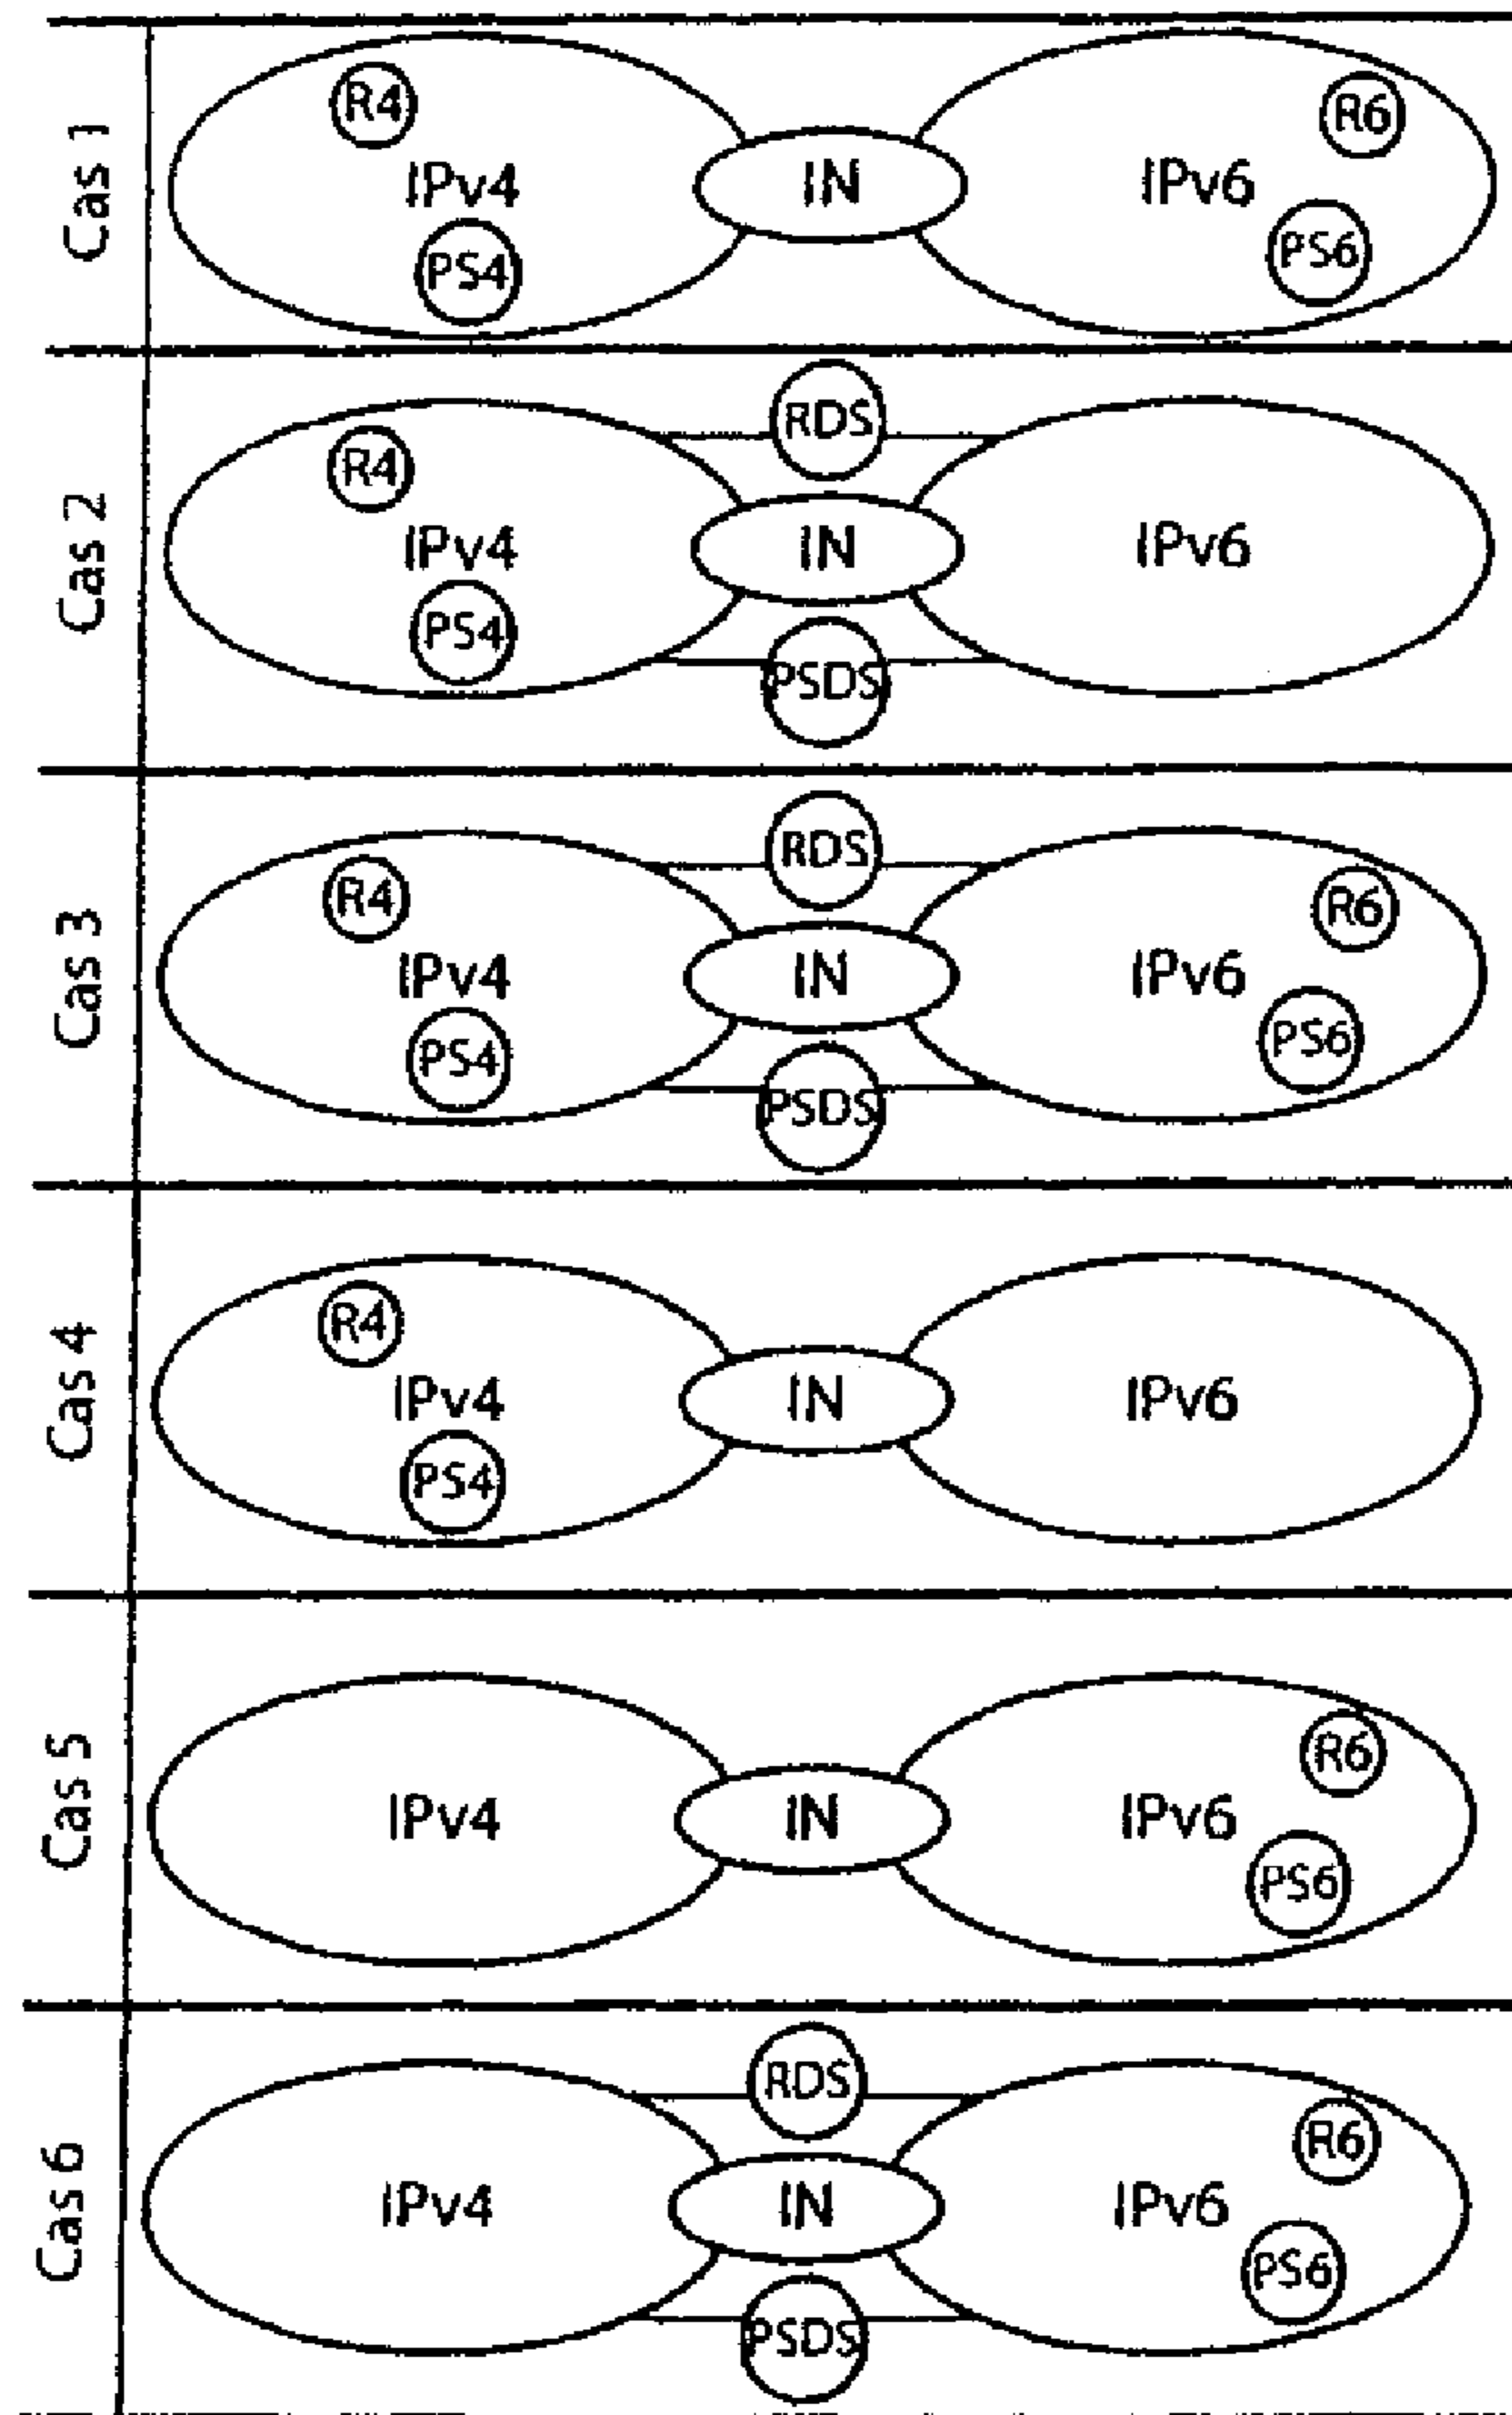 Cas 1
R4
R6
IPv4
IN
IPv6
PS4
PS6
Cas 2
RDS
R4
IPv4
IN
IPv6
PS4
PSDS
Cas 3
RDS
R4
R6
IPv4
IN
IPv6
PS4
PS6
PSDS
Cas 4
R4
IPv4
IN
IPv6
PS4
Cas 5
R6
IPv4
IN
IPv6
PS6
Cas 6
RDS
R6
IPv4
IN
IPv6
PS6
PSDS